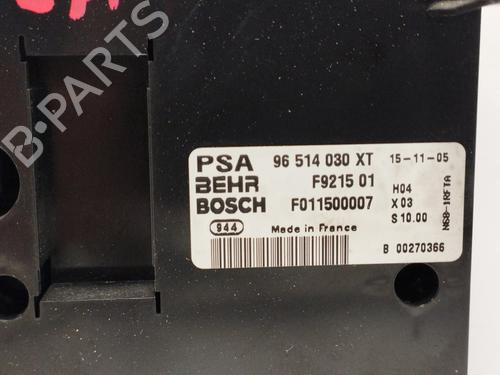 PSA 96 514 030 XT 15-11-05
BEHR F9215 01 H04
BOSCH F011500007 X 03
944 Made in France S 10.00
N68-1RFTA
B 00270366
B-PARTS